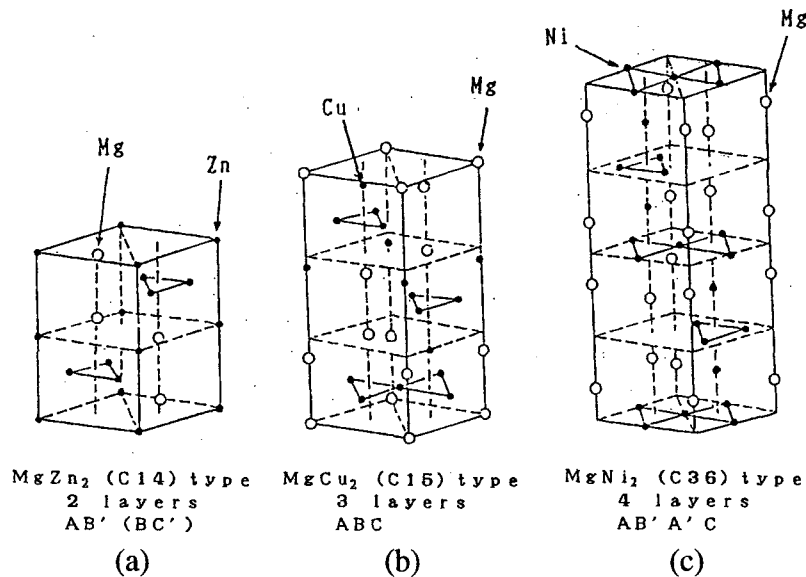 Ni
Mg
Cu
Mg
Mg
Zn
MgZn₂ (C14) type
2 layers
AB' (BC')
(a)
MgCu₂ (C15) type
3 layers
ABC
(b)
MgNi₂ (C36) type
4 layers
AB'A'C
(c)